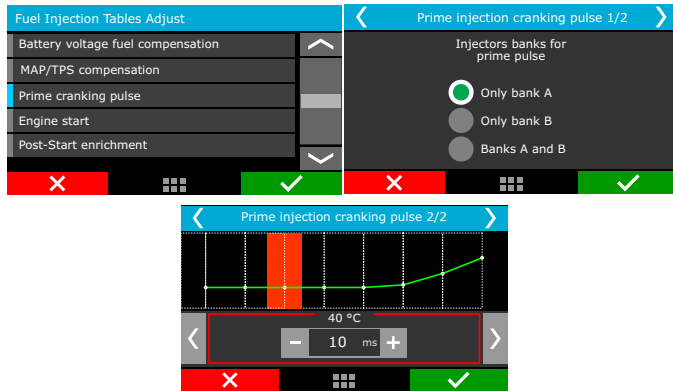 Fuel Injection Tables Adjust
Battery voltage fuel compensation
MAP/TPS compensation
Prime cranking pulse
Engine start
Post-Start enrichment
Prime injection cranking pulse 1/2
Injectors banks for
prime pulse
Only bank A
Only bank B
Banks A and B
Prime injection cranking pulse 2/2
40 °C
10 ms